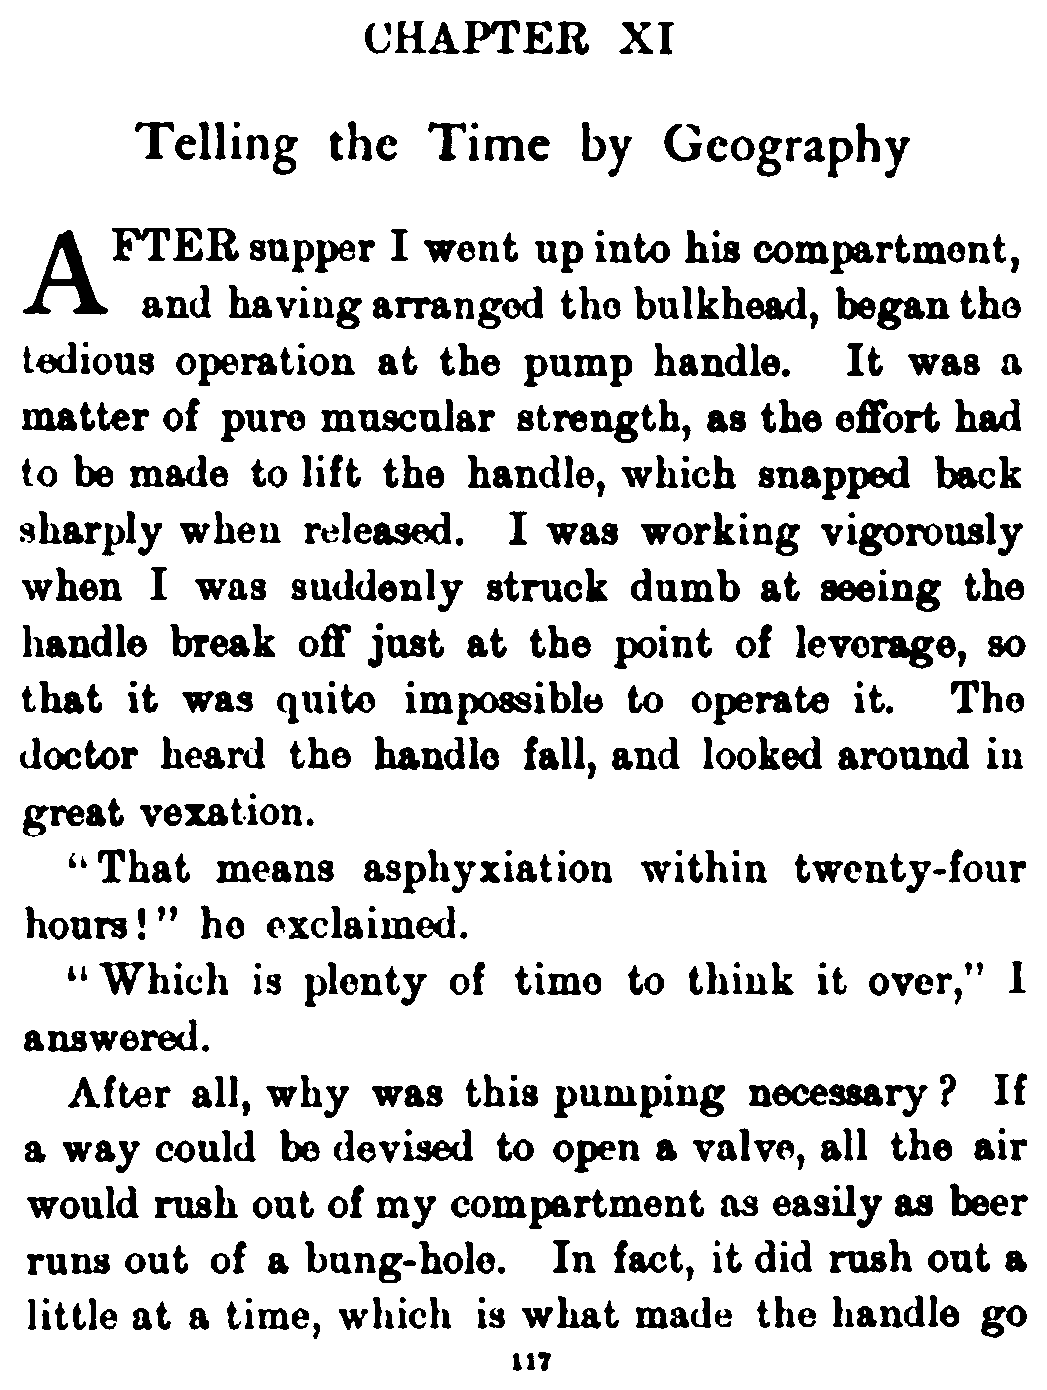 CHAPTER XI
Telling the Time by Geography
AFTER supper I went up into his compartment,
and having arranged the bulkhead, began the
tedious operation at the pump handle. It was a
matter of pure muscular strength, as the effort had
to be made to lift the handle, which snapped back
sharply when released. I was working vigorously
when I was suddenly struck dumb at seeing the
handle break off just at the point of leverage, so
that it was quite impossible to operate it. The
doctor heard the handle fall, and looked around in
great vexation.
"That means asphyxiation within twenty-four
hours!" he exclaimed.
"Which is plenty of time to think it over," I
answered.
After all, why was this pumping necessary? If
a way could be devised to open a valve, all the air
would rush out of my compartment as easily as beer
runs out of a bung-hole. In fact, it did rush out a
little at a time, which is what made the handle go
117